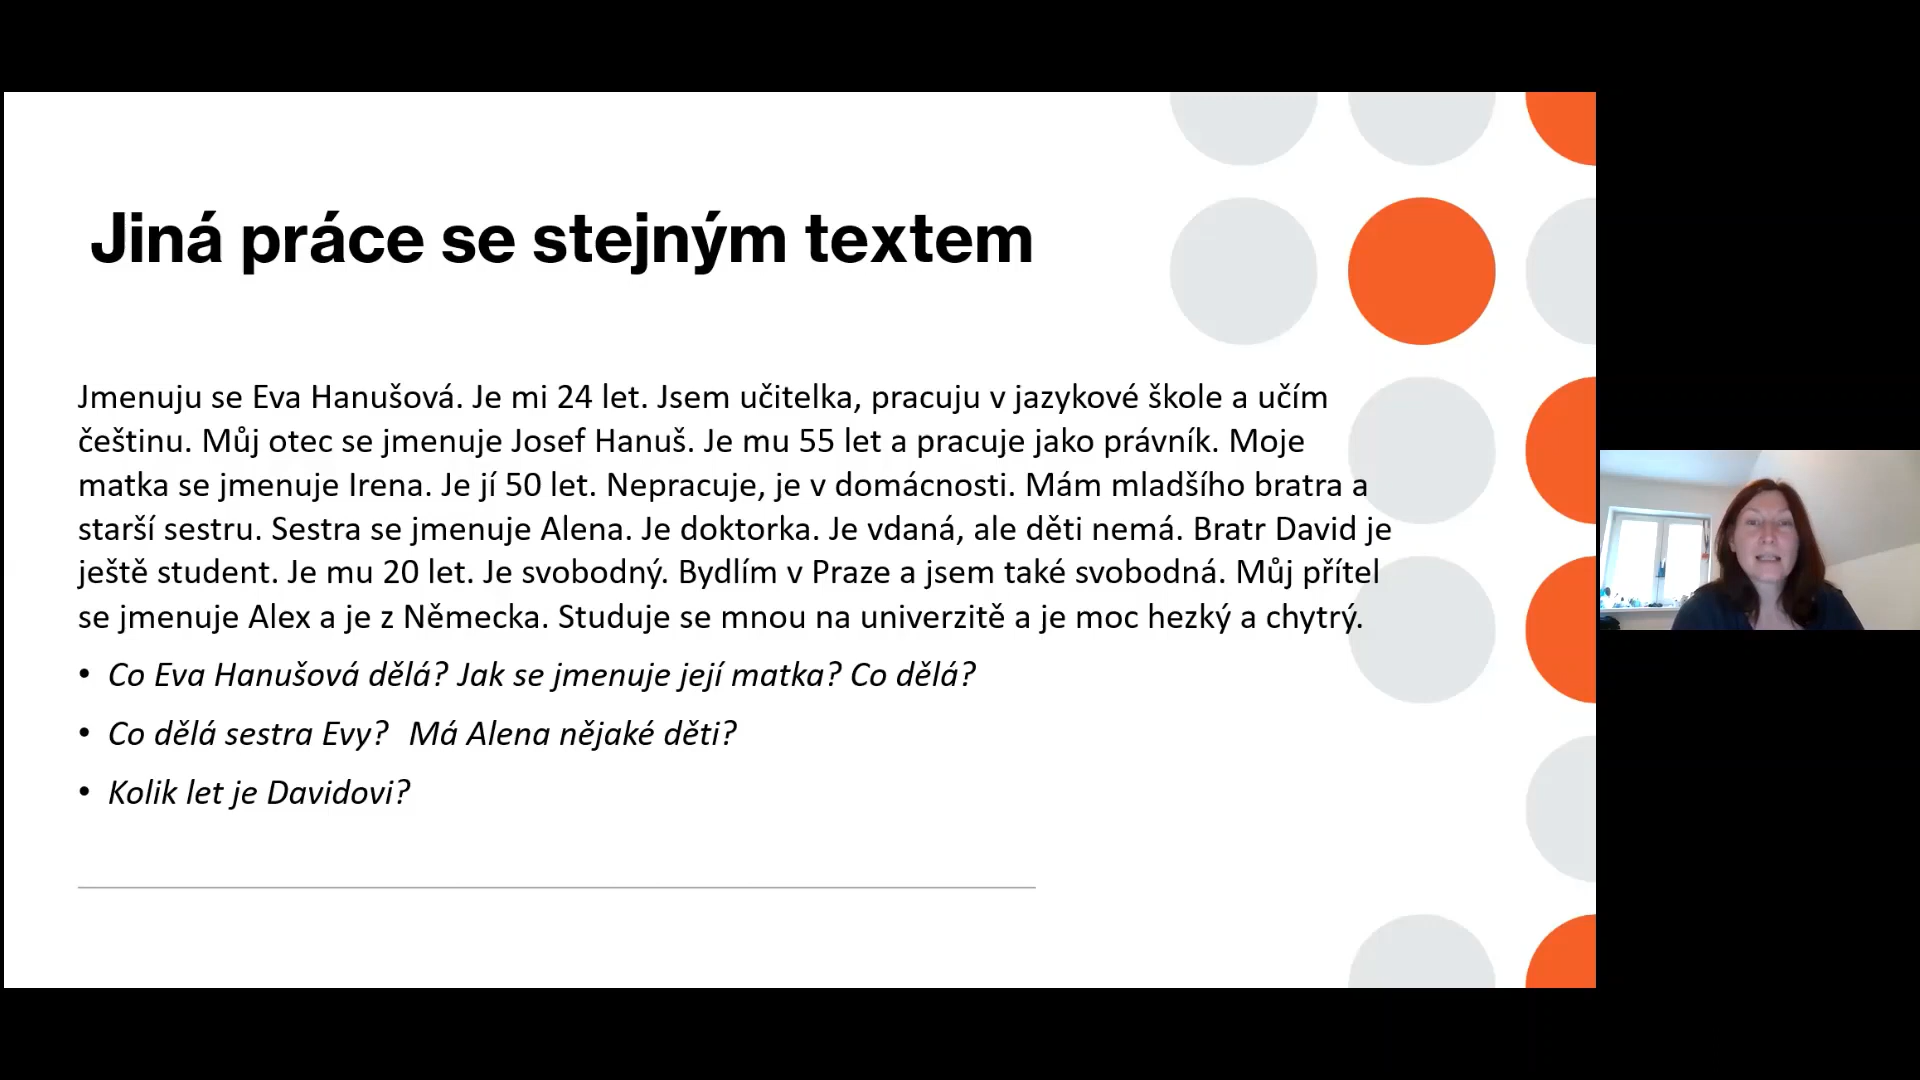 Jiná práce se stejným textem
Jmenuju se Eva Hanušová. Je mi 24 let. Jsem učitelka, pracuju v jazykové škole a učím
češtinu. Můj otec se jmenuje Josef Hanuš. Je mu 55 let a pracuje jako právník. Moje
matka se jmenuje Irena. Je jí 50 let. Nepracuje, je v domácnosti. Mám mladšího bratra a
starší sestru. Sestra se jmenuje Alena. Je doktorka. Je vdaná, ale děti nemá. Bratr David je
ještě student. Je mu 20 let. Je svobodný. Bydlím v Praze a jsem také svobodná. Můj přítel
se jmenuje Alex a je z Německa. Studuje se mnou na univerzitě a je moc hezký a chytrý.
• Co Eva Hanušová dělá? Jak se jmenuje její matka? Co dělá?
• Co dělá sestra Evy? Má Alena nějaké děti?
• Kolik let je Davidovi?